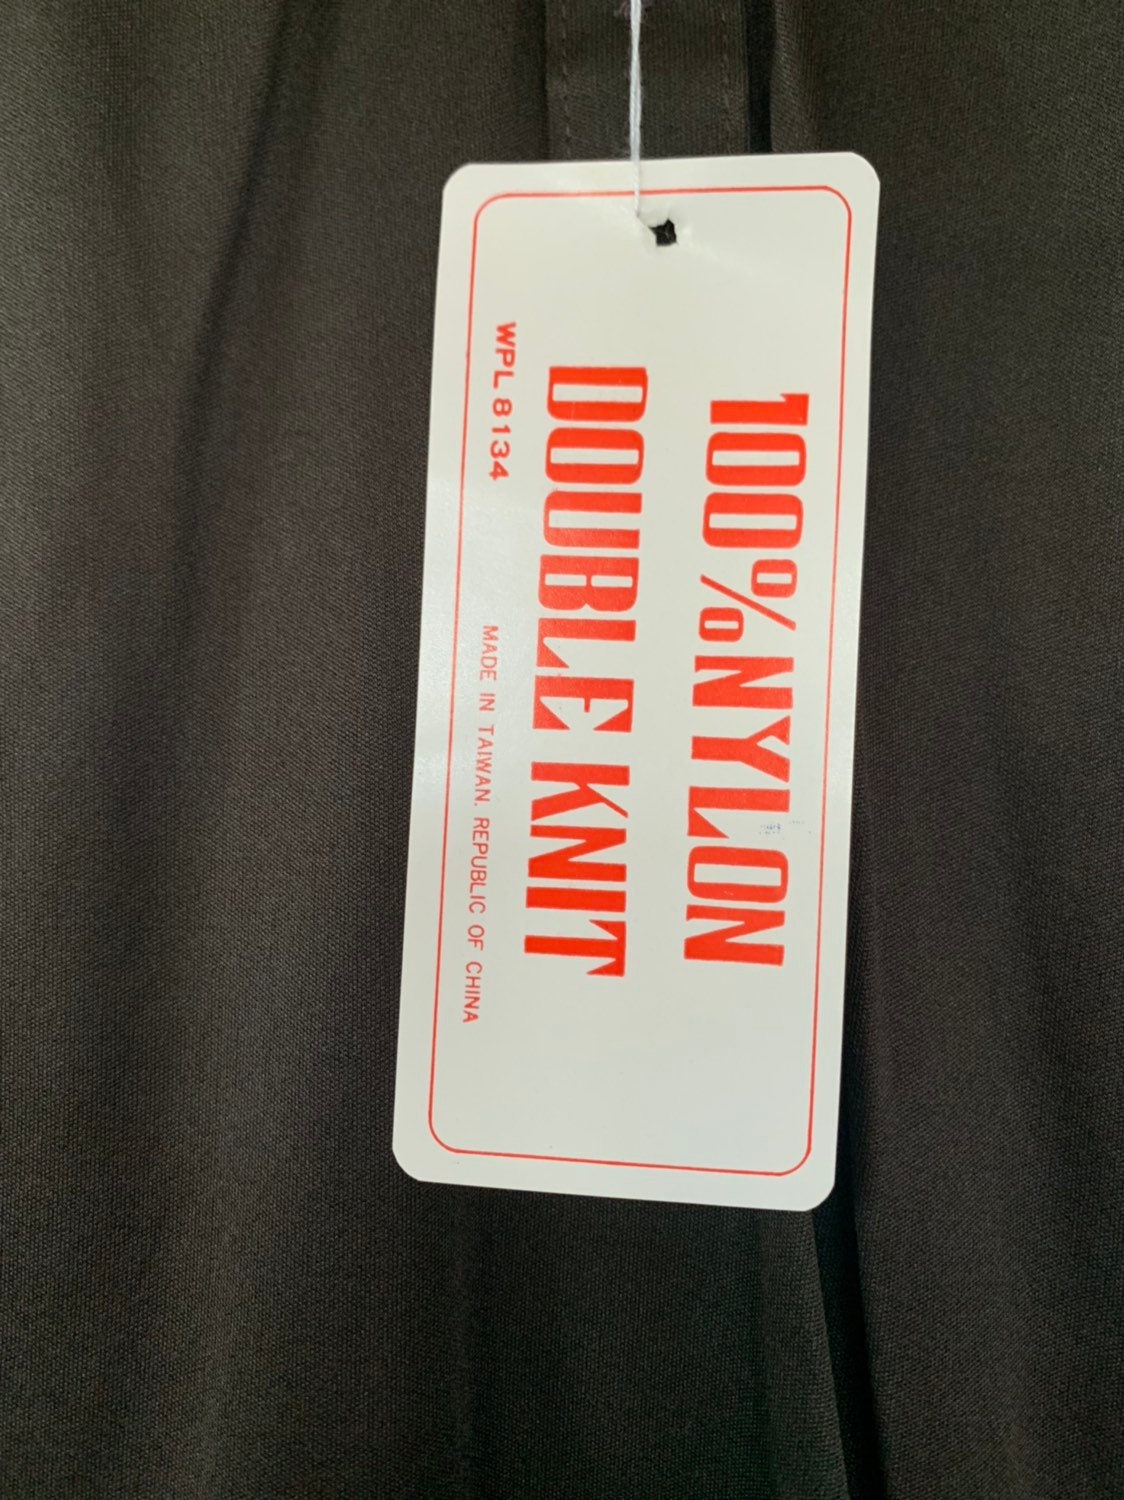 100% NYLON
DOUBLE KNIT
WPL 8134
MADE IN TAIWAN. REPUBLIC OF CHINA